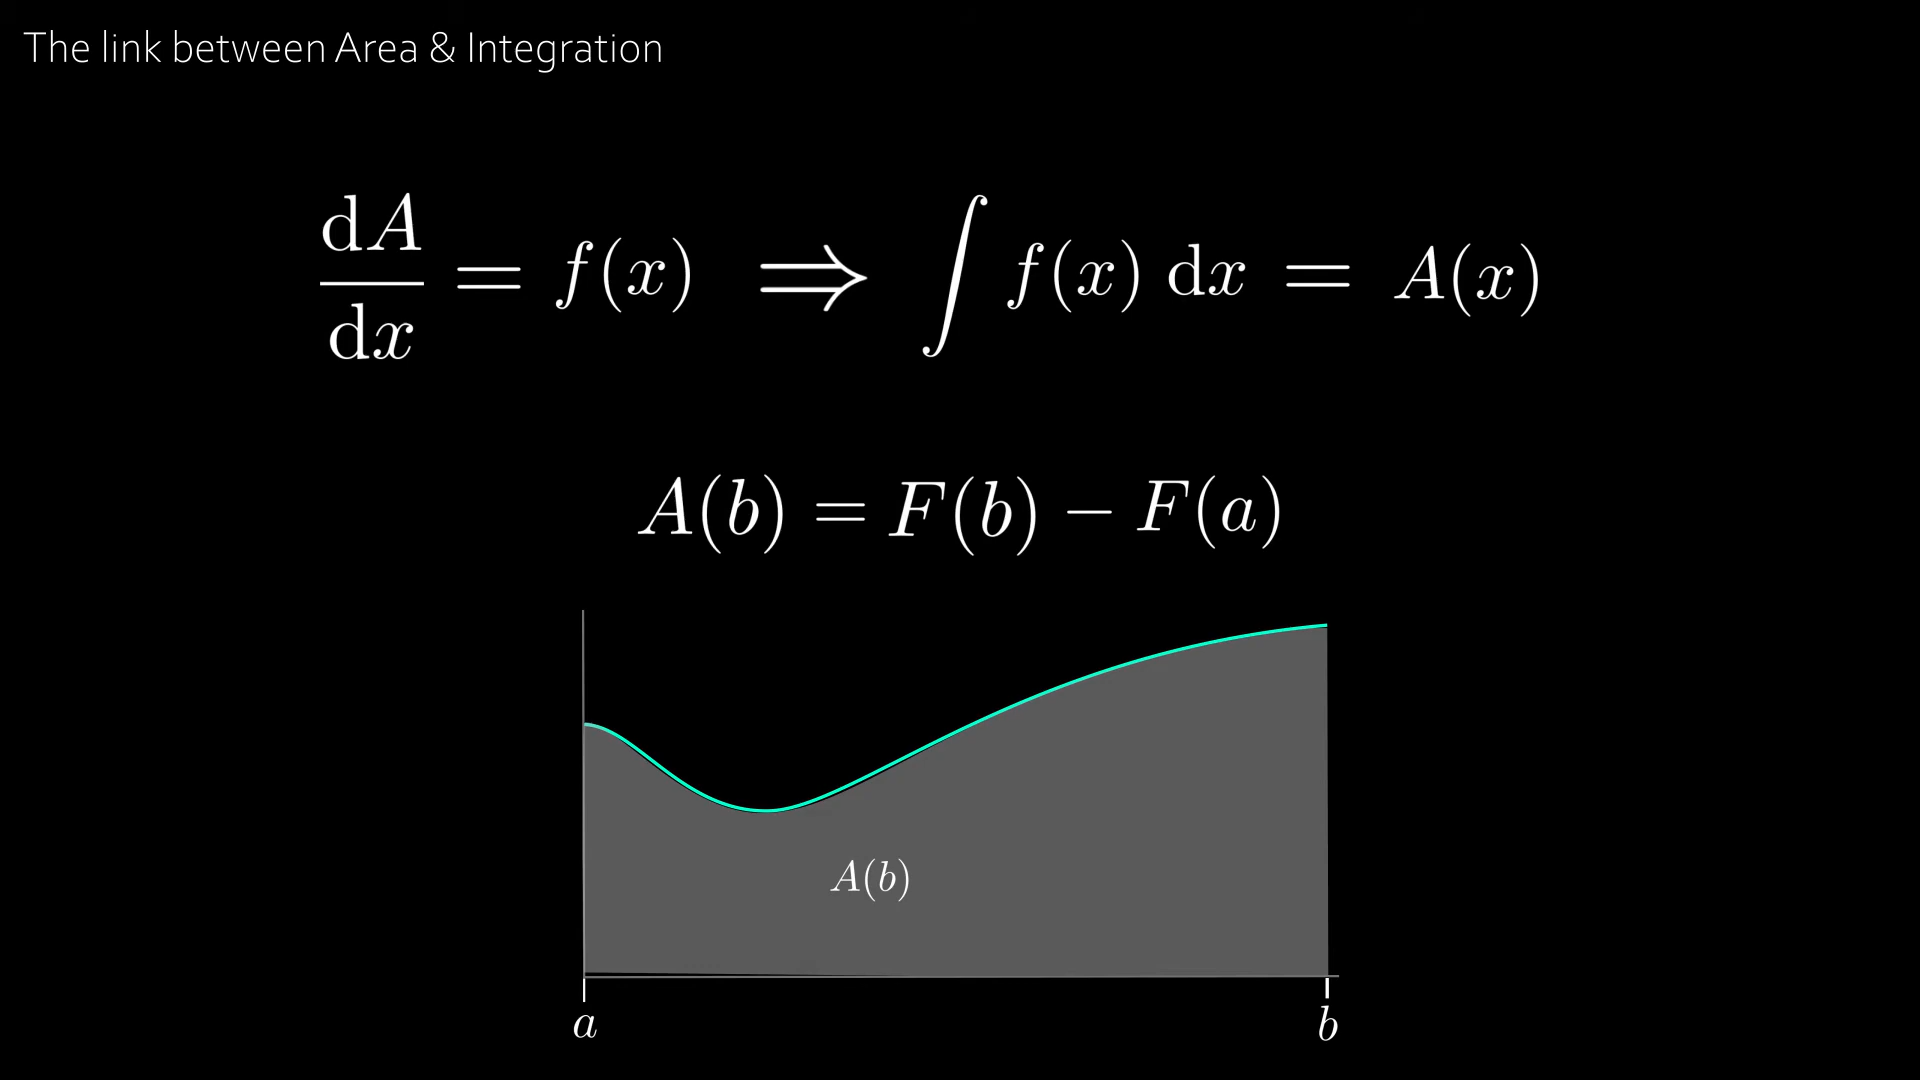 The link between Area & Integration
dA/dx = f(x) ⟹ ∫ f(x) dx = A(x)
A(b) = F(b) − F(a)
A(b)
a b